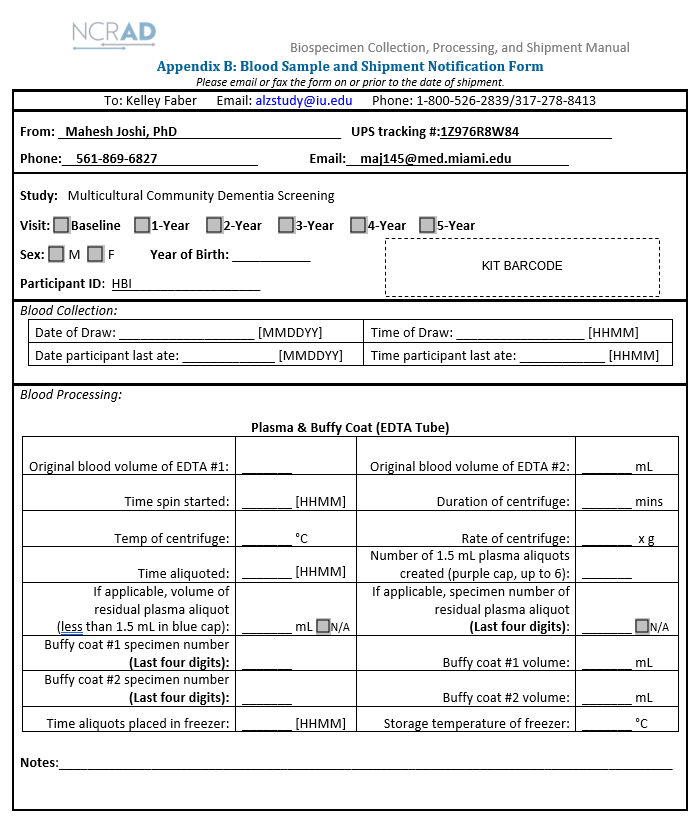 NCRAD
Biospecimen Collection, Processing, and Shipment Manual
Appendix B: Blood Sample and Shipment Notification Form
Please email or fax the form on or prior to the date of shipment.
To: Kelley Faber Email: alzstudy@iu.edu Phone: 1-800-526-2839/317-278-8413
From: Mahesh Joshi, PhD UPS tracking #:1Z976R8W84
Phone: 561-869-6827 Email: maj145@med.miami.edu
Study: Multicultural Community Dementia Screening
Visit: Baseline 1-Year 2-Year 3-Year 4-Year 5-Year
Sex: M F Year of Birth: ____________
KIT BARCODE
Participant ID: HBI__________________
Blood Collection:
Date of Draw: ___________________ [MMDDYY] Time of Draw: __________________ [HHMM]
Date participant last ate: _____________ [MMDDYY] Time participant last ate: ____________ [HHMM]
Blood Processing:
Plasma & Buffy Coat (EDTA Tube)
Original blood volume of EDTA #1: _______ Original blood volume of EDTA #2: _______ mL
Time spin started: _______ [HHMM] Duration of centrifuge: _______ mins
Temp of centrifuge: _______ °C Rate of centrifuge: _______ x g
Time aliquoted: _______ [HHMM] Number of 1.5 mL plasma aliquots
created (purple cap, up to 6): _______
If applicable, volume of
residual plasma aliquot
(less than 1.5 mL in blue cap): _______ mL N/A
If applicable, specimen number of
residual plasma aliquot
(Last four digits): _______ N/A
Buffy coat #1 specimen number
(Last four digits): _______ Buffy coat #1 volume: _______ mL
Buffy coat #2 specimen number
(Last four digits): _______ Buffy coat #2 volume: _______ mL
Time aliquots placed in freezer: _______ [HHMM] Storage temperature of freezer: _______ °C
Notes:______________________________________________